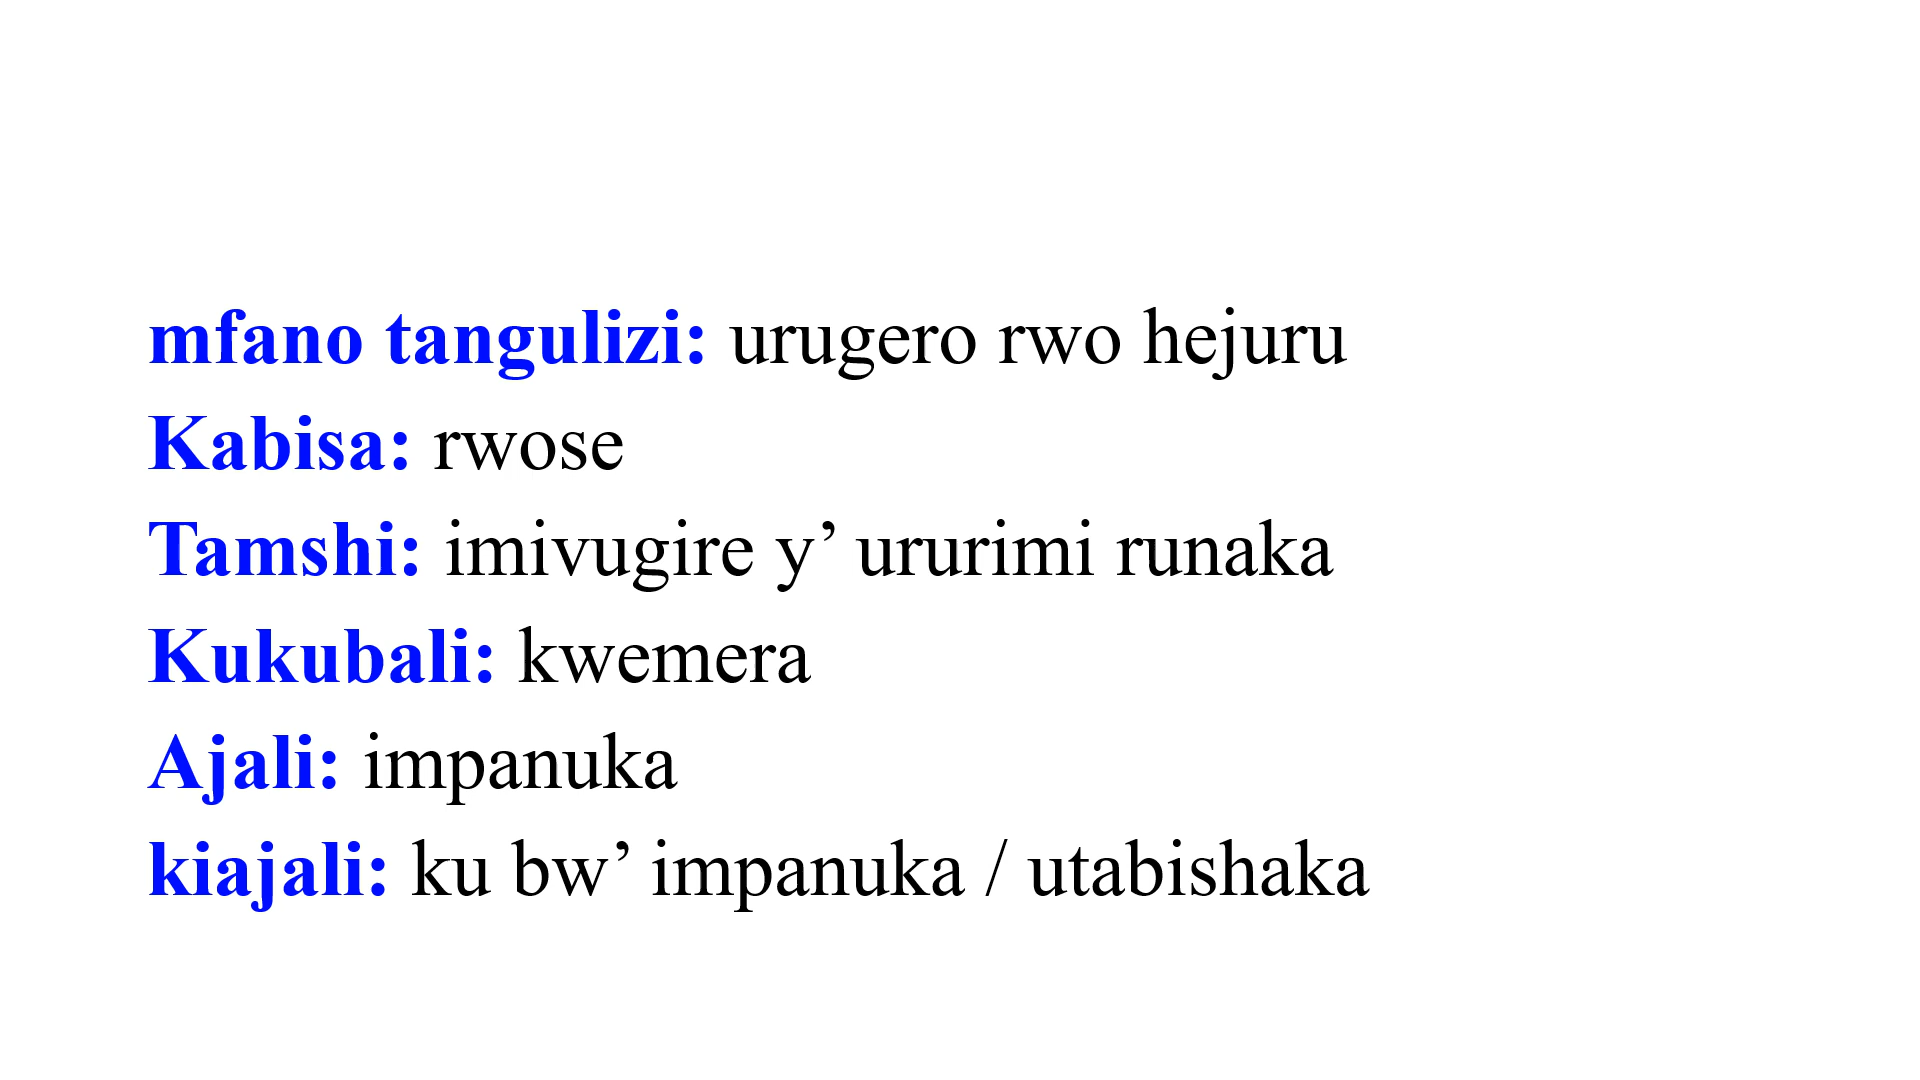 mfano tangulizi: urugero rwo hejuru
Kabisa: rwose
Tamshi: imivugire y’ ururimi runaka
Kukubali: kwemera
Ajali: impanuka
kiajali: ku bw’ impanuka / utabishaka